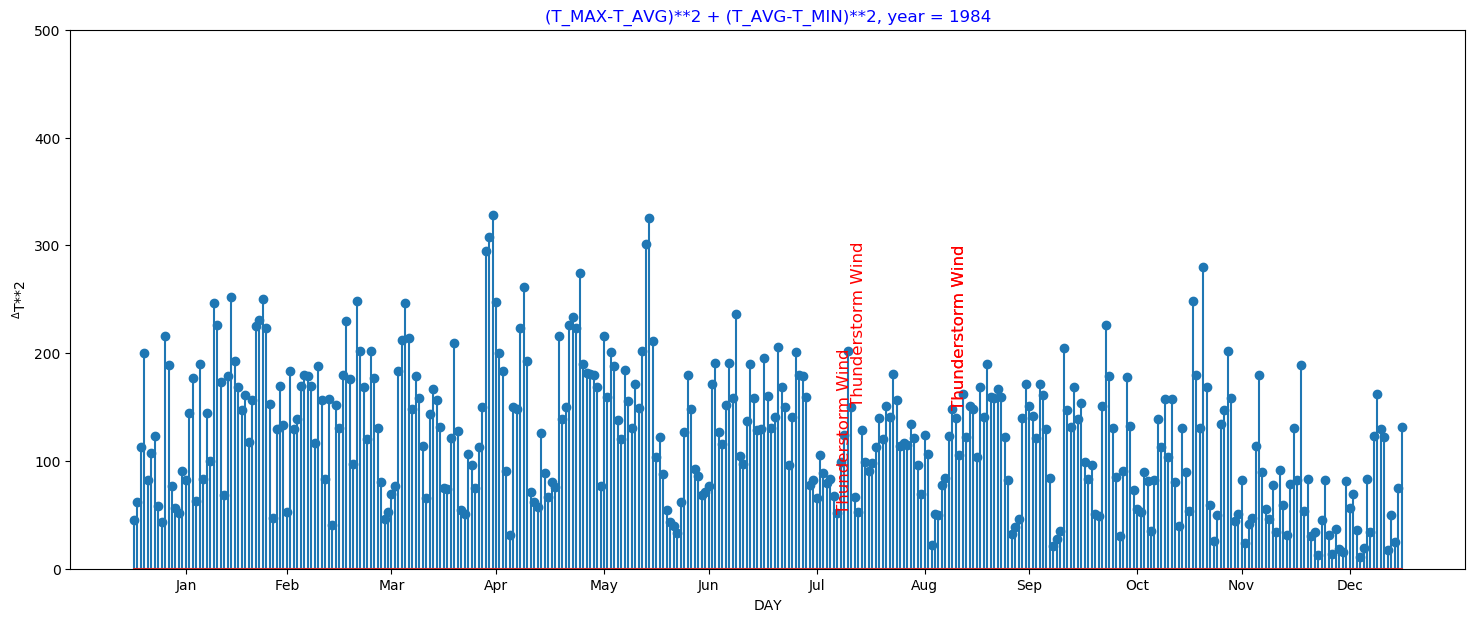 (T_MAX-T_AVG)**2 + (T_AVG-T_MIN)**2, year = 1984
500
400
300
200
100
0
ΔT**2
Thunderstorm Wind
Thunderstorm Wind
Thunderstorm Wind
Jan Feb Mar Apr May Jun Jul Aug Sep Oct Nov Dec
DAY